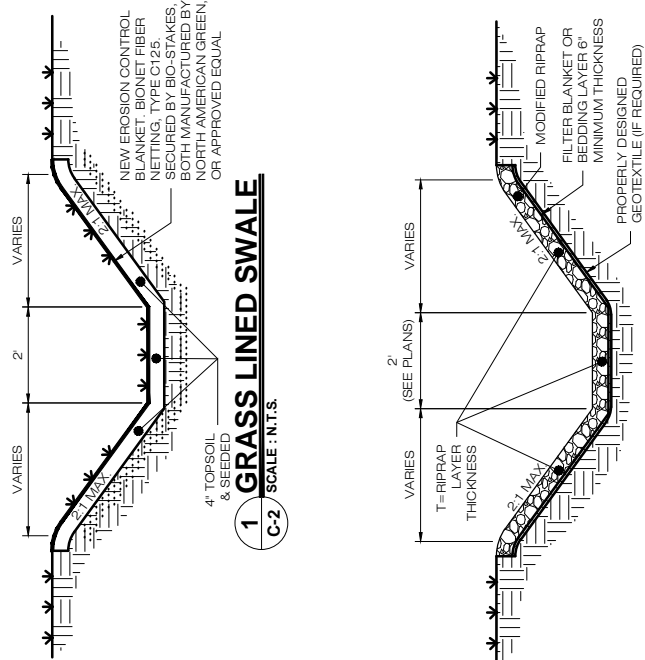 VARIES
2'
VARIES
2:1 MAX.
2:1 MAX.
NEW EROSION CONTROL
BLANKET. BIONET FIBER
NETTING, TYPE C125.
SECURED BY BIO-STAKES,
BOTH MANUFACTURED BY
NORTH AMERICAN GREEN,
OR APPROVED EQUAL
4" TOPSOIL
& SEEDED
1
C-2
GRASS LINED SWALE
SCALE : N.T.S.
VARIES
2'
(SEE PLANS)
VARIES
T=RIPRAP
LAYER
THICKNESS
2:1 MAX.
2:1 MAX.
MODIFIED RIPRAP
FILTER BLANKET OR
BEDDING LAYER 6"
MINIMUM THICKNESS
PROPERLY DESIGNED
GEOTEXTILE (IF REQUIRED)